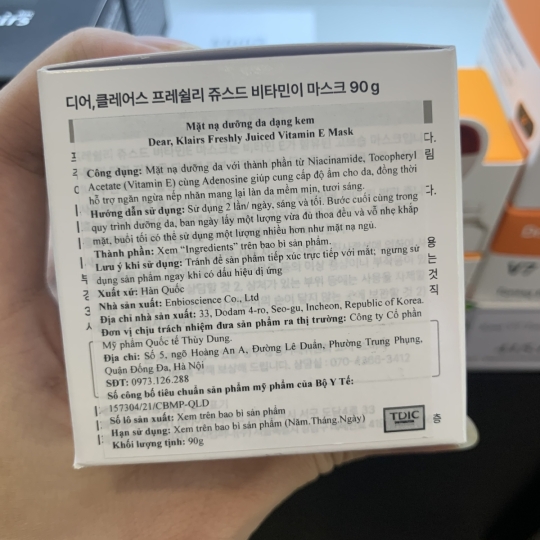 디어,클레어스 프레쉴리 쥬스드 비타민이 마스크 90 g
Mặt nạ dưỡng da dạng kem
Dear, Klairs Freshly Juiced Vitamin E Mask
Công dụng: Mặt nạ dưỡng da với thành phần từ Niacinamide, Tocopheryl
Acetate (Vitamin E) cùng Adenosine giúp cung cấp độ ẩm cho da, đồng thời
hỗ trợ ngăn ngừa nếp nhăn mang lại làn da mềm mịn, tươi sáng.
Hướng dẫn sử dụng: Sử dụng 2 lần/ ngày, sáng và tối. Bước cuối cùng trong
quy trình dưỡng da, ban ngày lấy một lượng vừa đủ thoa đều và vỗ nhẹ khắp
mặt, buổi tối có thể sử dụng một lượng nhiều hơn như mặt nạ ngủ.
Thành phần: Xem “Ingredients” trên bao bì sản phẩm.
Lưu ý khi sử dụng: Tránh để sản phẩm tiếp xúc trực tiếp với mắt; ngưng sử
dụng sản phẩm ngay khi có dấu hiệu dị ứng
Xuất xứ: Hàn Quốc
Nhà sản xuất: Enbioscience Co., Ltd
Địa chỉ nhà sản xuất: 33, Dodam 4-ro, Seo-gu, Incheon, Republic of Korea.
Đơn vị chịu trách nhiệm đưa sản phẩm ra thị trường: Công ty Cổ phần
Mỹ phẩm Quốc tế Thùy Dung.
Địa chỉ: Số 5, ngõ Hoàng An A, Đường Lê Duẩn, Phường Trung Phụng,
Quận Đống Đa, Hà Nội
SĐT: 0973.126.288
Số công bố tiêu chuẩn sản phẩm mỹ phẩm của Bộ Y Tế:
157304/21/CBMP-QLD
Số lô sản xuất: Xem trên bao bì sản phẩm
Hạn sử dụng: Xem trên bao bì sản phẩm (Năm.Tháng.Ngày)
Khối lượng tịnh: 90g
TDIC
다.
림
다.
용
는
것
직
층